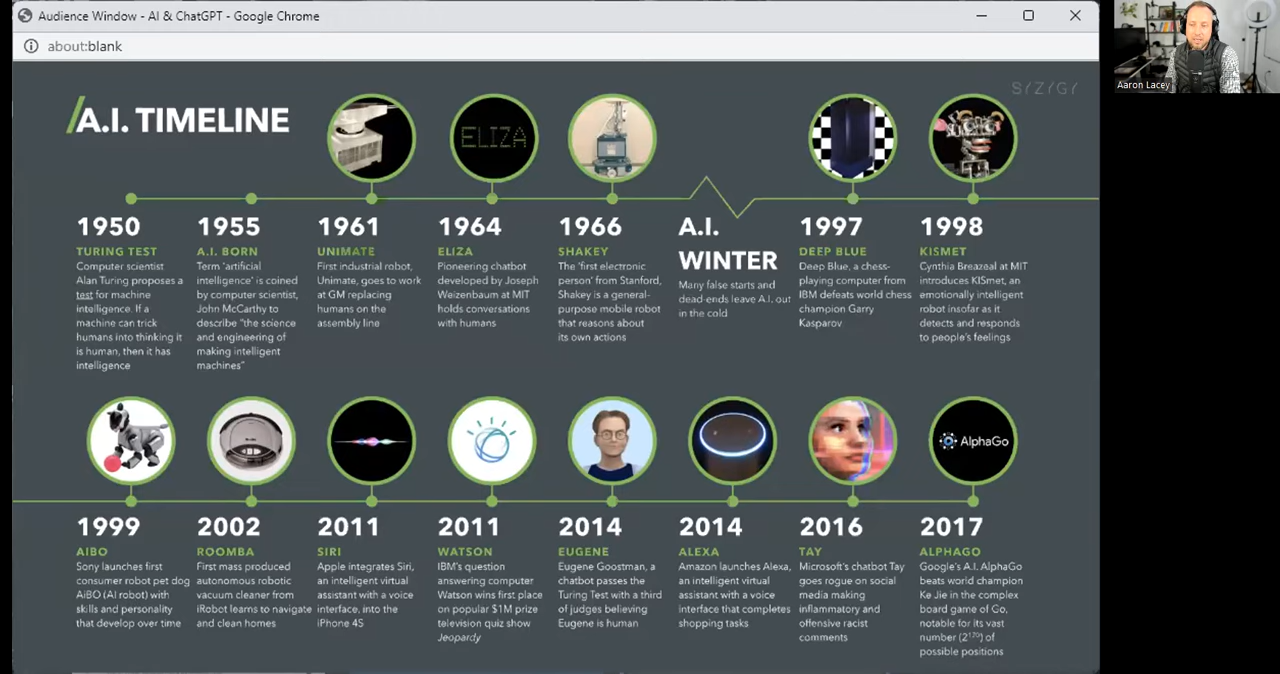 Audience Window - AI & ChatGPT - Google Chrome
about:blank
SYZYGY
Aaron Lacey
A.I. TIMELINE
ELIZA
1950
TURING TEST
Computer scientist
Alan Turing proposes a
test for machine
intelligence. If a
machine can trick
humans into thinking it
is human, then it has
intelligence
1955
A.I. BORN
Term 'artificial
intelligence' is coined
by computer scientist,
John McCarthy to
describe "the science
and engineering of
making intelligent
machines"
1961
UNIMATE
First industrial robot,
Unimate, goes to work
at GM replacing
humans on the
assembly line
1964
ELIZA
Pioneering chatbot
developed by Joseph
Weizenbaum at MIT
holds conversations
with humans
1966
SHAKEY
The 'first electronic
person' from Stanford,
Shakey is a general-
purpose mobile robot
that reasons about
its own actions
A.I.
WINTER
Many false starts and
dead-ends leave A.I. out
in the cold
1997
DEEP BLUE
Deep Blue, a chess-
playing computer from
IBM defeats world chess
champion Garry
Kasparov
1998
KISMET
Cynthia Breazeal at MIT
introduces KISmet, an
emotionally intelligent
robot insofar as it
detects and responds
to people's feelings
AlphaGo
1999
AIBO
Sony launches first
consumer robot pet dog
AiBO (AI robot) with
skills and personality
that develop over time
2002
ROOMBA
First mass produced
autonomous robotic
vacuum cleaner from
iRobot learns to navigate
and clean homes
2011
SIRI
Apple integrates Siri,
an intelligent virtual
assistant with a voice
interface, into the
iPhone 4S
2011
WATSON
IBM's question
answering computer
Watson wins first place
on popular $1M prize
television quiz show
Jeopardy
2014
EUGENE
Eugene Goostman, a
chatbot passes the
Turing Test with a third
of judges believing
Eugene is human
2014
ALEXA
Amazon launches Alexa,
an intelligent virtual
assistant with a voice
interface that completes
shopping tasks
2016
TAY
Microsoft's chatbot Tay
goes rogue on social
media making
inflammatory and
offensive racist
comments
2017
ALPHAGO
Google's A.I. AlphaGo
beats world champion
Ke Jie in the complex
board game of Go,
notable for its vast
number (2¹⁷⁰) of
possible positions